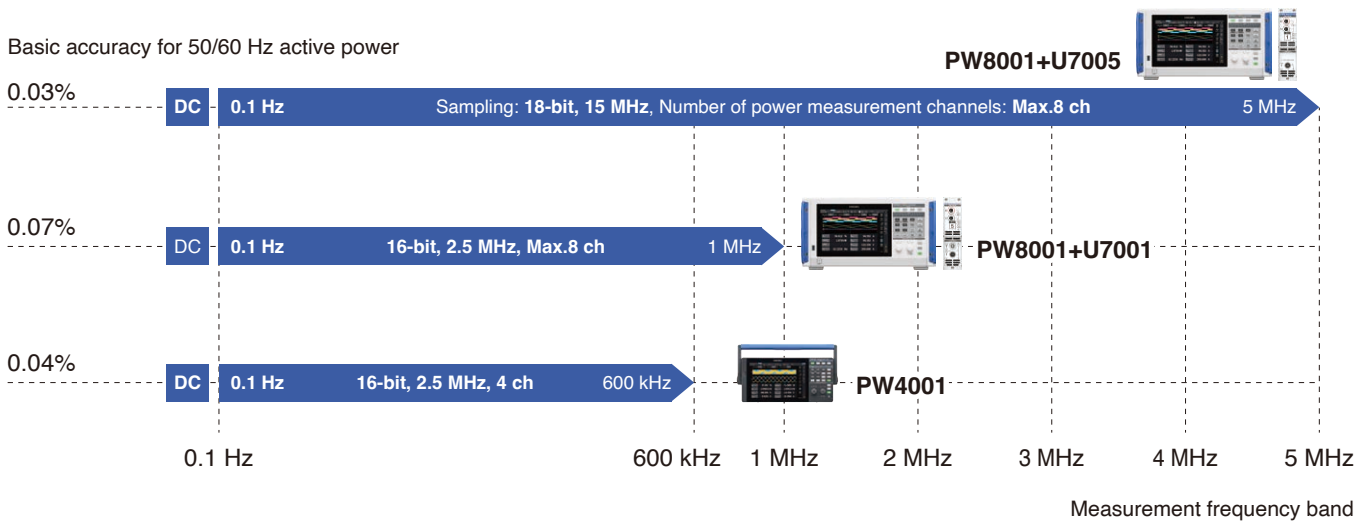 Basic accuracy for 50/60 Hz active power
PW8001+U7005
0.03%
DC
0.1 Hz
Sampling: 18-bit, 15 MHz, Number of power measurement channels: Max.8 ch
5 MHz
0.07%
DC
0.1 Hz
16-bit, 2.5 MHz, Max.8 ch
1 MHz
PW8001+U7001
0.04%
DC
0.1 Hz
16-bit, 2.5 MHz, 4 ch
600 kHz
PW4001
0.1 Hz
600 kHz
1 MHz
2 MHz
3 MHz
4 MHz
5 MHz
Measurement frequency band